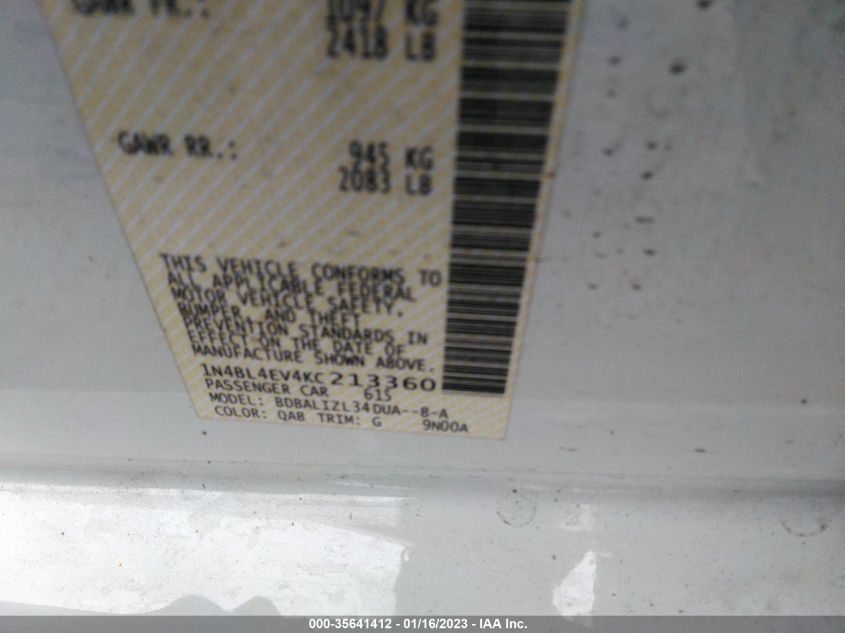 GAWR FR.: 1097 KG
2418 LB
GAWR RR.: 945 KG
2083 LB
THIS VEHICLE CONFORMS TO
ALL APPLICABLE FEDERAL
MOTOR VEHICLE SAFETY,
BUMPER, AND THEFT
PREVENTION STANDARDS IN
EFFECT ON THE DATE OF
MANUFACTURE SHOWN ABOVE.
1N4BL4EV4KC213360
PASSENGER CAR 615
MODEL: BDBALIZL34DUA--B-A
COLOR: QAB TRIM: G 9N00A
000-35641412 - 01/16/2023 - IAA Inc.